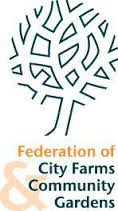 Federation of
City Farms
& Community
Gardens